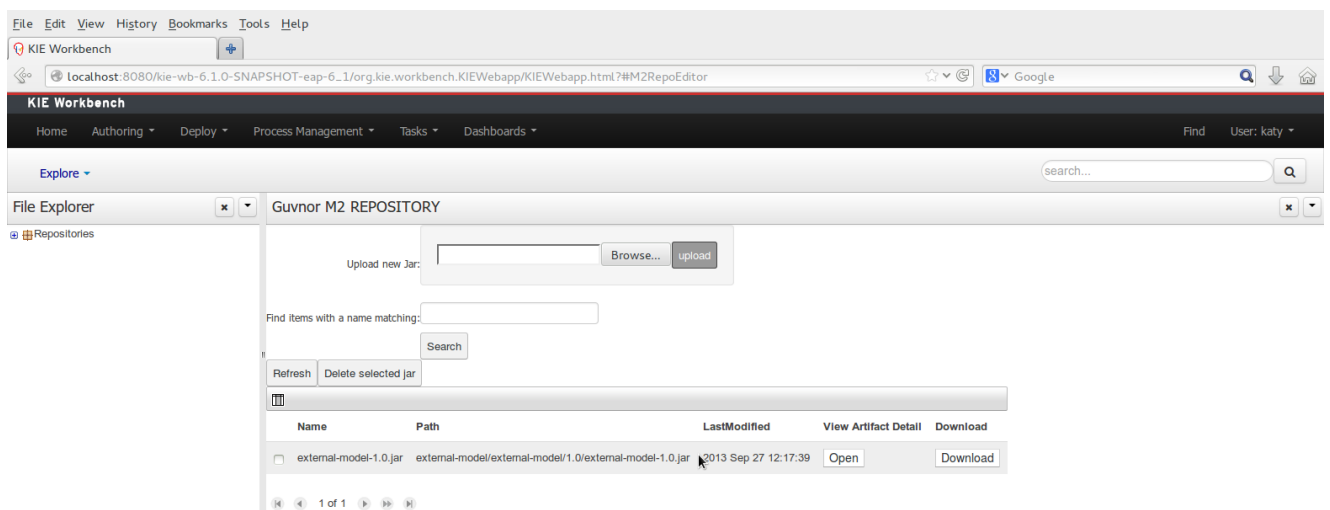 File Edit View History Bookmarks Tools Help
KIE Workbench
localhost:8080/kie-wb-6.1.0-SNAPSHOT-eap-6_1/org.kie.workbench.KIEWebapp/KIEWebapp.html?#M2RepoEditor
Google
KIE Workbench
Home Authoring Deploy Process Management Tasks Dashboards Find User: katy
Explore search...
File Explorer Guvnor M2 REPOSITORY
Repositories
Upload new Jar: Browse... upload
Find items with a name matching:
Search
Refresh Delete selected jar
Name Path LastModified View Artifact Detail Download
external-model-1.0.jar external-model/external-model/1.0/external-model-1.0.jar 2013 Sep 27 12:17:39 Open Download
1 of 1